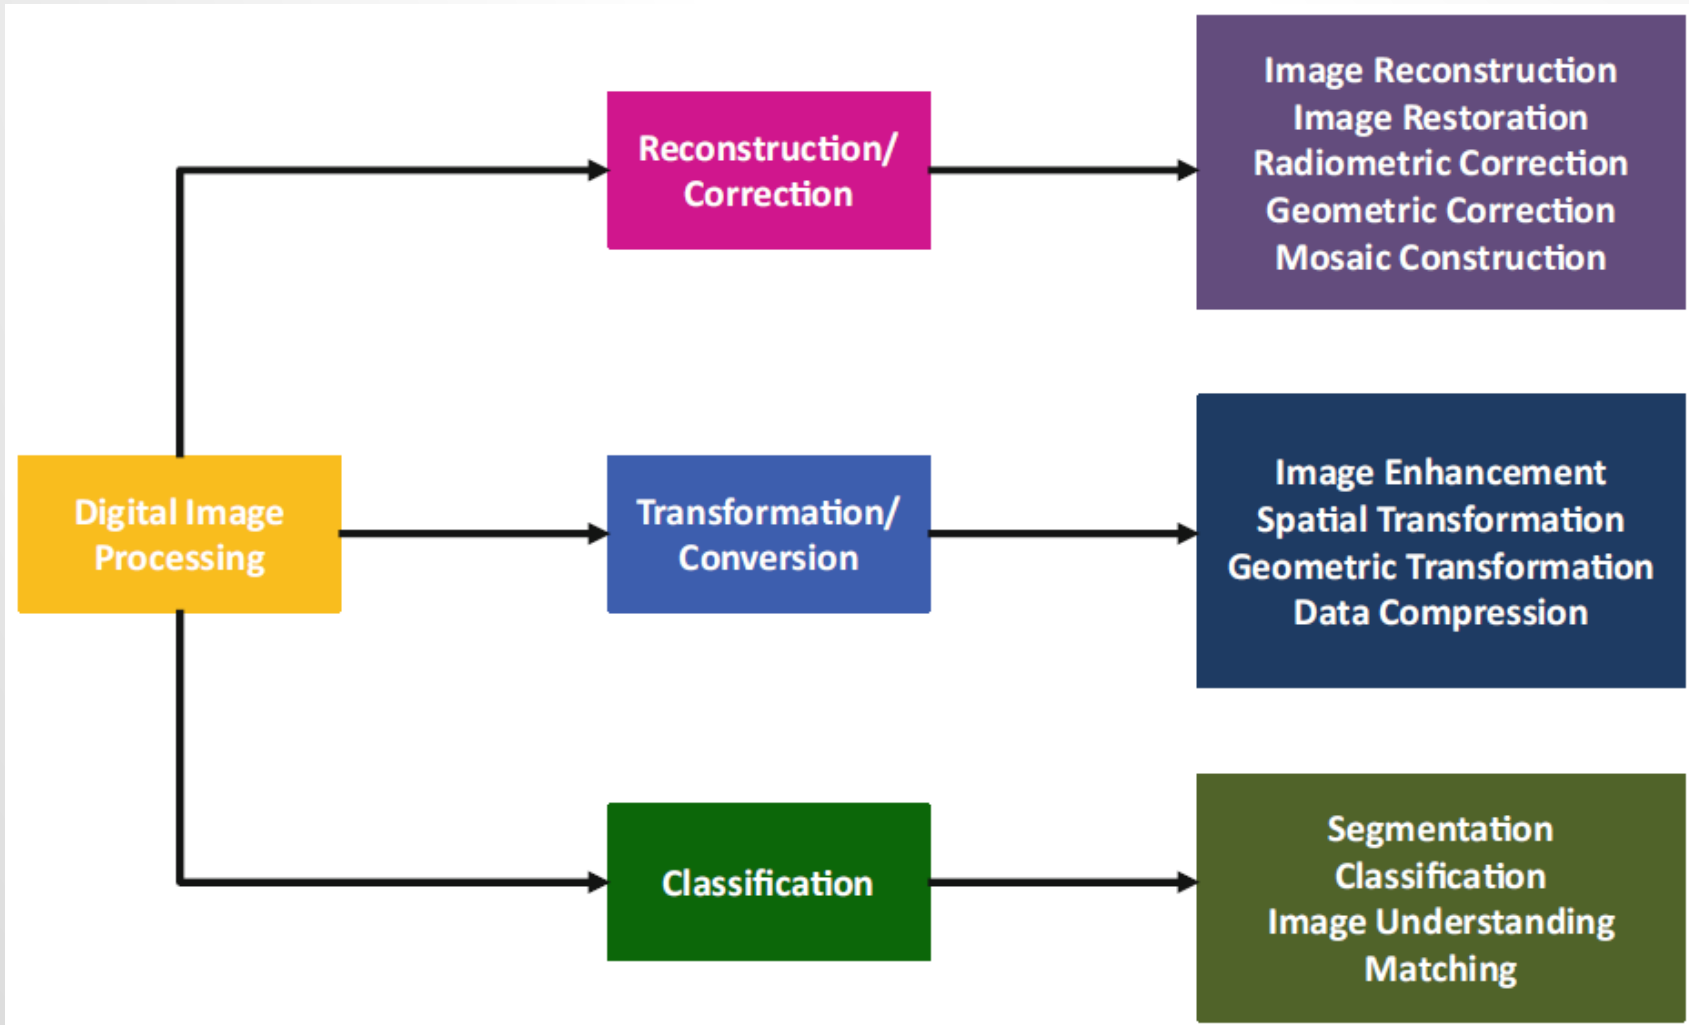 Digital Image
Processing
Reconstruction/
Correction
Image Reconstruction
Image Restoration
Radiometric Correction
Geometric Correction
Mosaic Construction
Transformation/
Conversion
Image Enhancement
Spatial Transformation
Geometric Transformation
Data Compression
Classification
Segmentation
Classification
Image Understanding
Matching